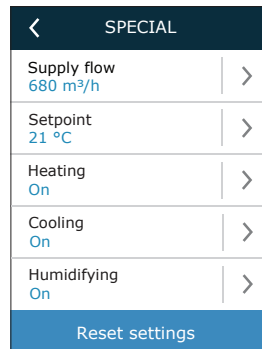 SPECIAL
Supply flow
680 m³/h
Setpoint
21 °C
Heating
On
Cooling
On
Humidifying
On
Reset settings